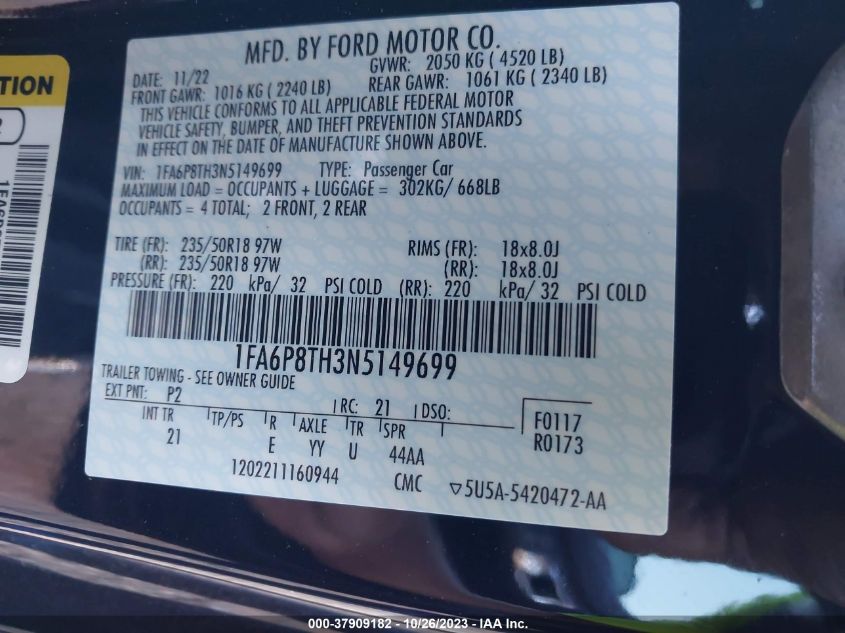 TION
MFD. BY FORD MOTOR CO.
DATE: 11/22 GVWR: 2050 KG ( 4520 LB)
FRONT GAWR: 1016 KG ( 2240 LB) REAR GAWR: 1061 KG ( 2340 LB)
THIS VEHICLE CONFORMS TO ALL APPLICABLE FEDERAL MOTOR
VEHICLE SAFETY, BUMPER, AND THEFT PREVENTION STANDARDS
IN EFFECT ON THE DATE OF MANUFACTURE SHOWN ABOVE.
VIN: 1FA6P8TH3N5149699 TYPE: Passenger Car
MAXIMUM LOAD = OCCUPANTS + LUGGAGE = 302KG/ 668LB
OCCUPANTS = 4 TOTAL; 2 FRONT, 2 REAR
TIRE (FR): 235/50R18 97W RIMS (FR): 18x8.0J
(RR): 235/50R18 97W (RR): 18x8.0J
PRESSURE (FR): 220 kPa/ 32 PSI COLD (RR): 220 kPa/ 32 PSI COLD
1FA6P8TH3N5149699
TRAILER TOWING - SEE OWNER GUIDE
EXT PNT: P2 RC: 21 DSO: F0117
INT TR TP/PS R AXLE TR SPR R0173
21 E YY U 44AA
1202211160944 CMC 5U5A-5420472-AA
000-37909182 - 10/26/2023 - IAA Inc.